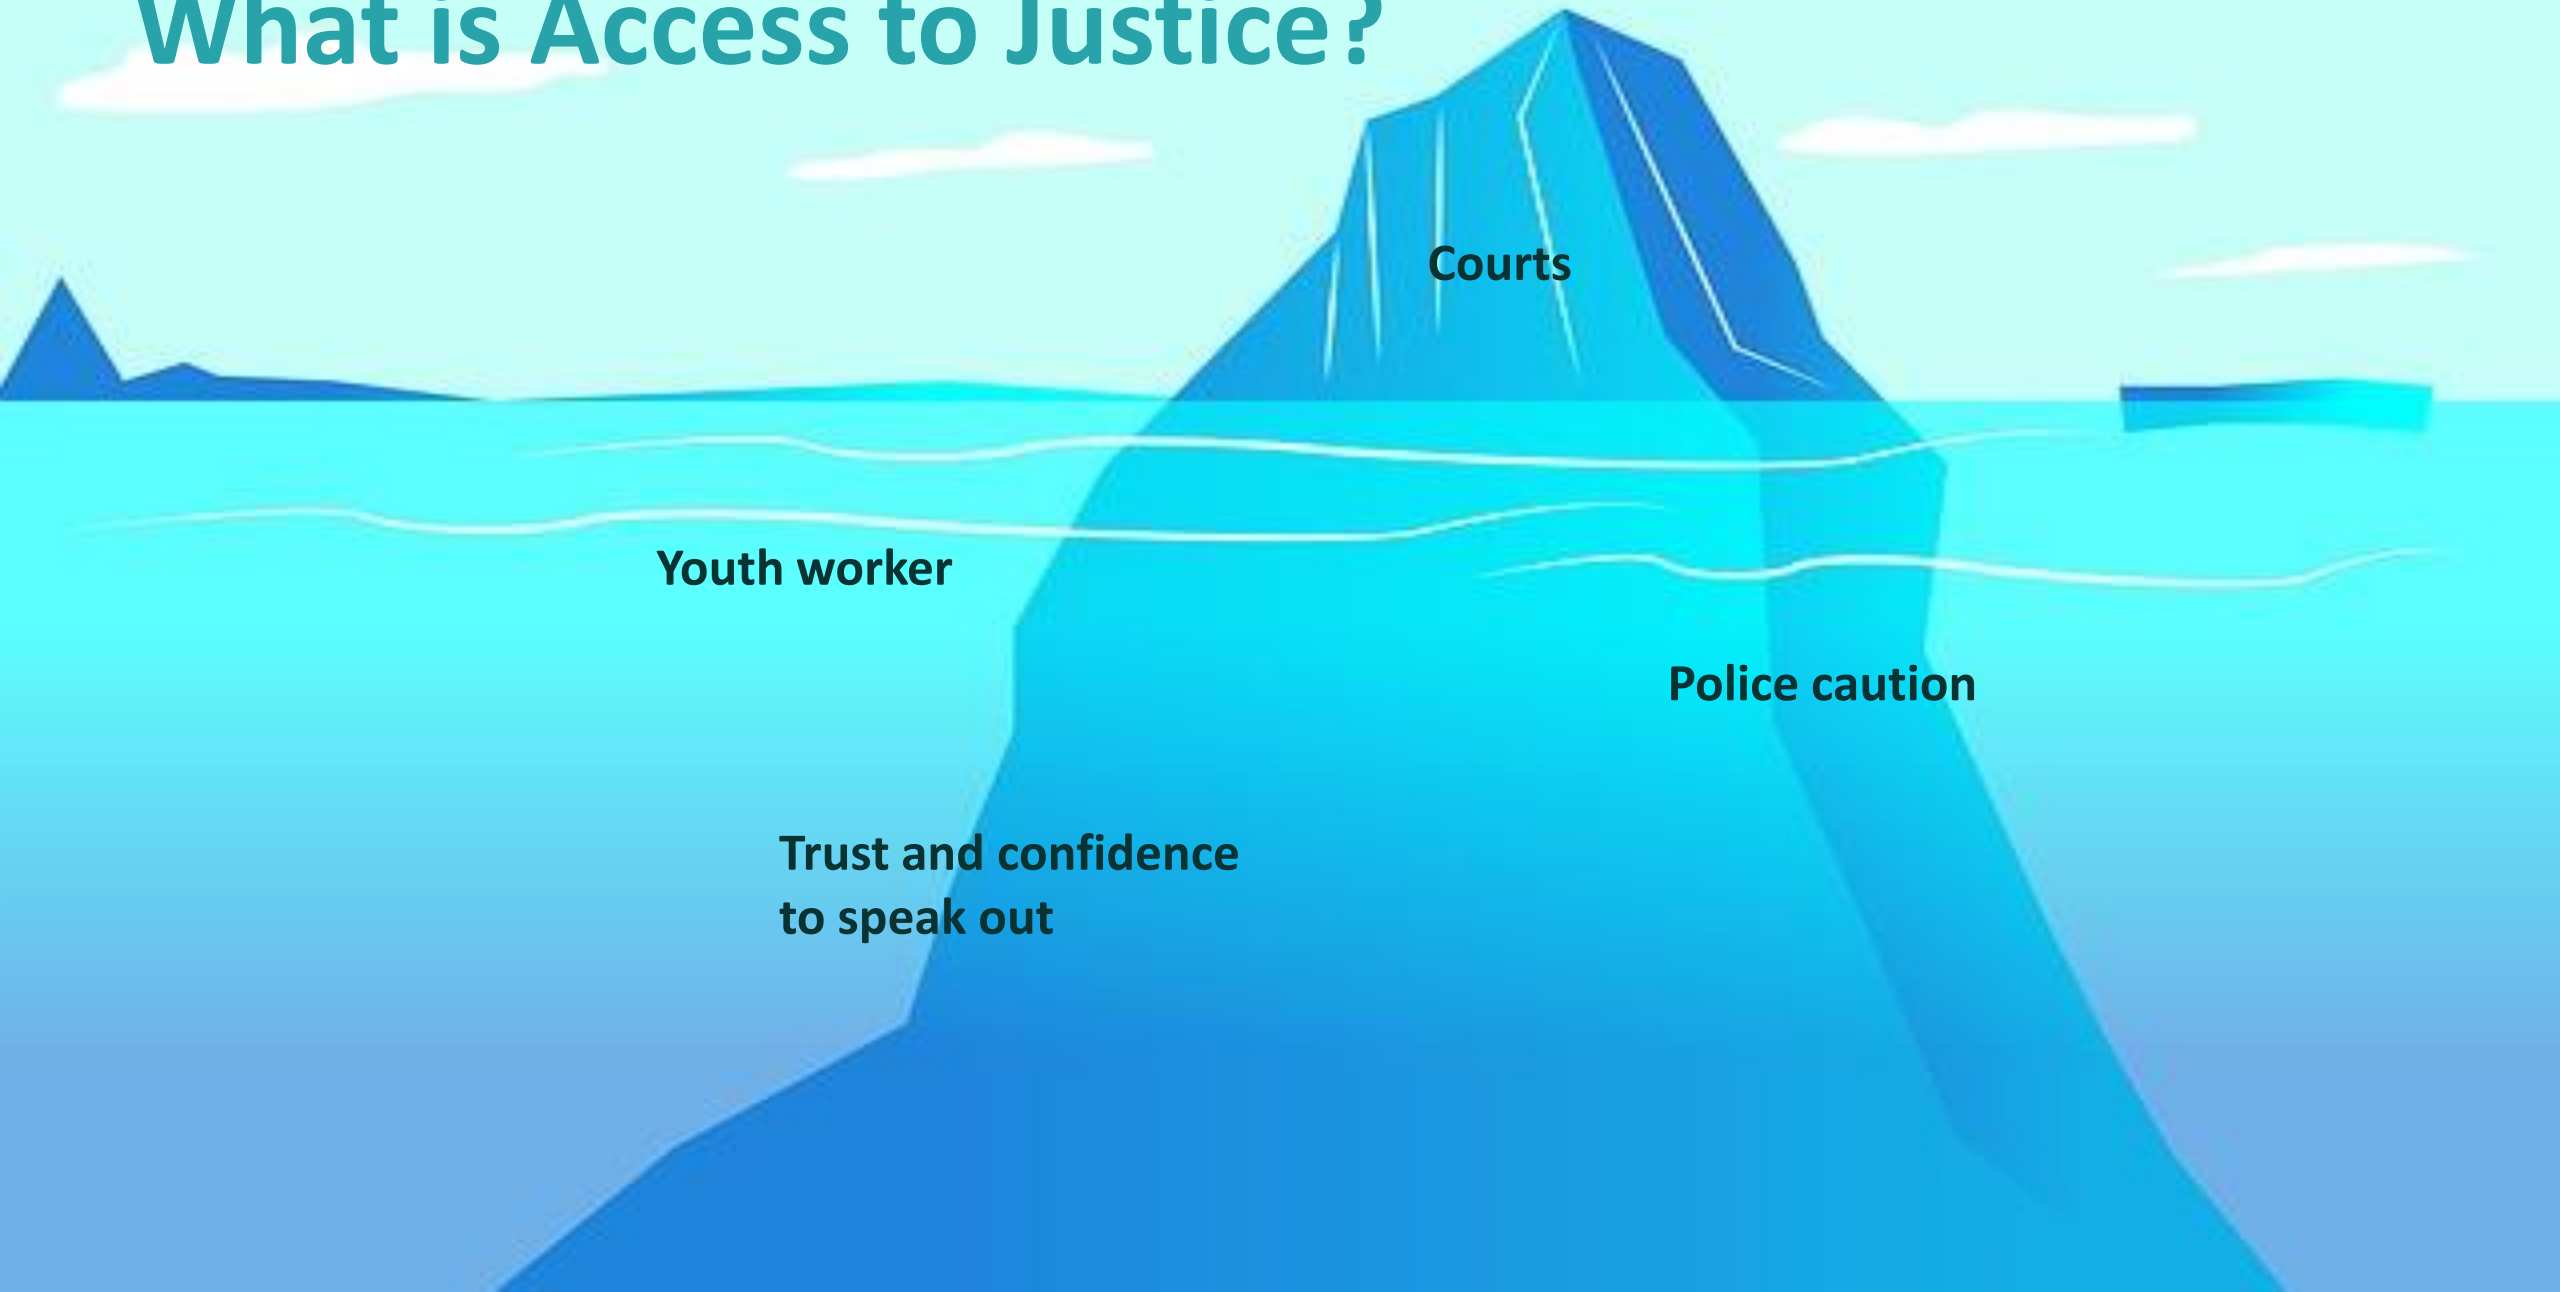 What is Access to Justice?
Courts
Youth worker
Police caution
Trust and confidence
to speak out